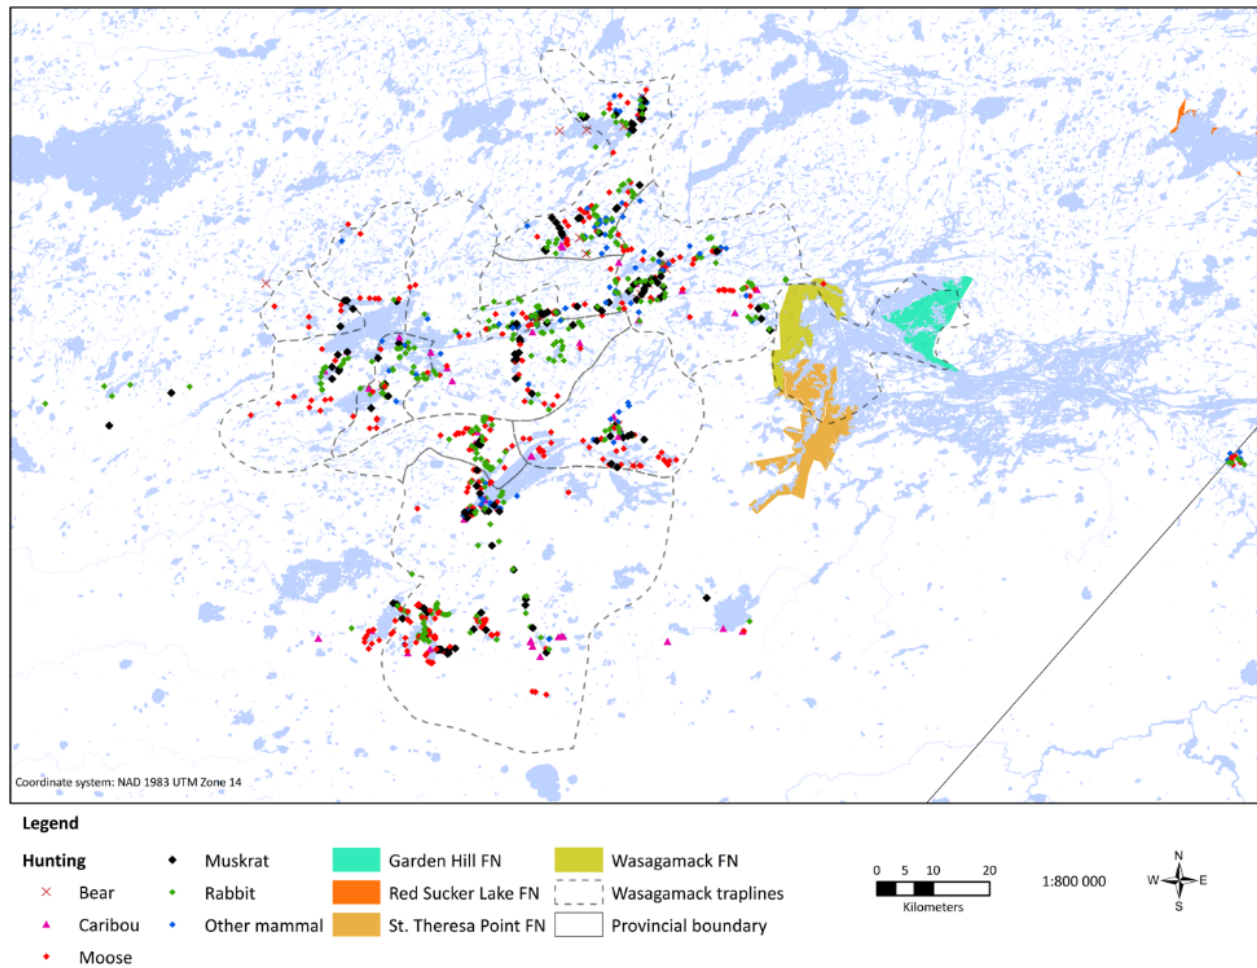 Coordinate system: NAD 1983 UTM Zone 14
Legend
Hunting
Bear
Caribou
Moose
Muskrat
Rabbit
Other mammal
Garden Hill FN
Red Sucker Lake FN
St. Theresa Point FN
Wasagamack FN
Wasagamack traplines
Provincial boundary
0 5 10 20
Kilometers
1:800 000
N
W E
S